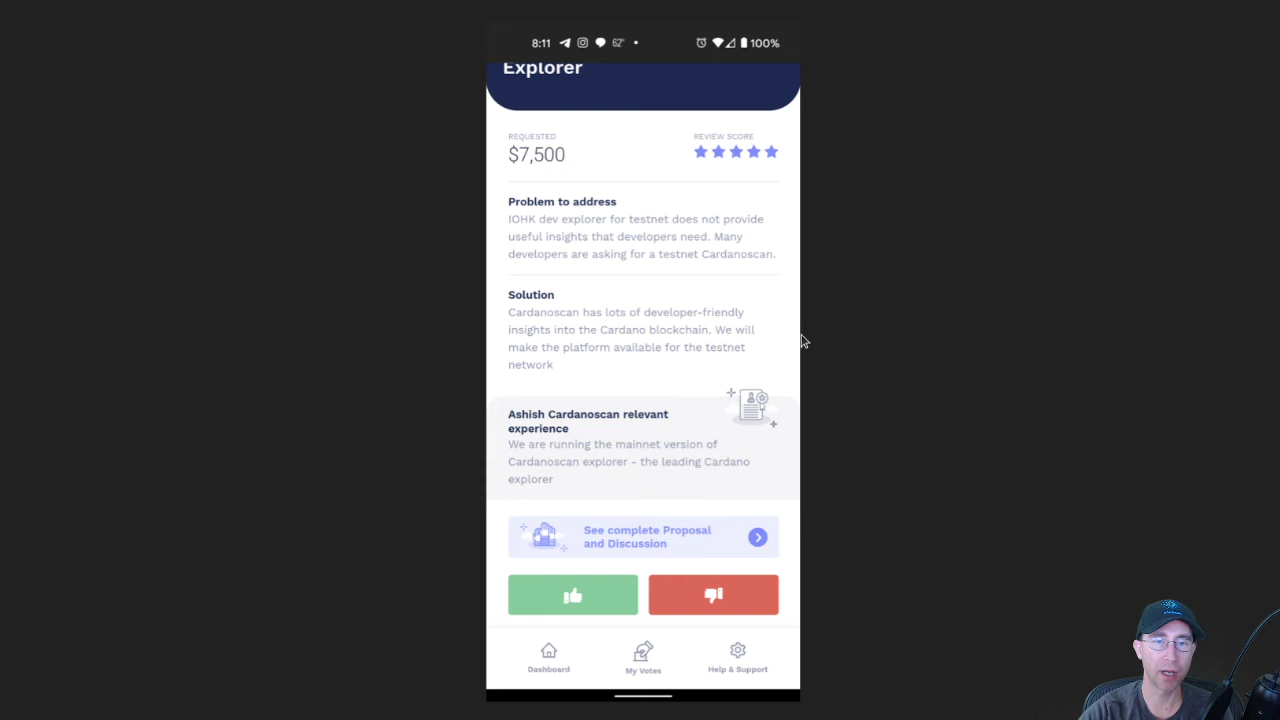 8:11 62° 100%
Explorer
REQUESTED REVIEW SCORE
$7,500
Problem to address
IOHK dev explorer for testnet does not provide
useful insights that developers need. Many
developers are asking for a testnet Cardanoscan.
Solution
Cardanoscan has lots of developer-friendly
insights into the Cardano blockchain. We will
make the platform available for the testnet
network
Ashish Cardanoscan relevant
experience
We are running the mainnet version of
Cardanoscan explorer - the leading Cardano
explorer
See complete Proposal
and Discussion
Dashboard My Votes Help & Support